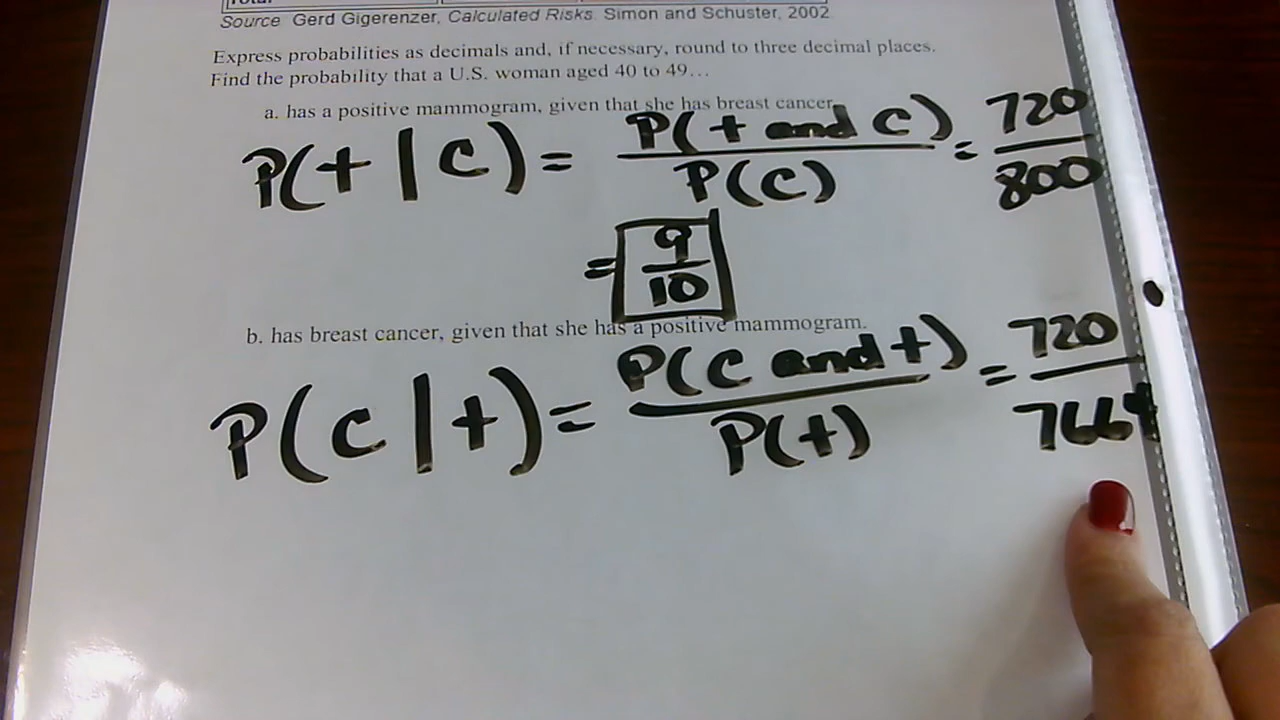 Total
Source Gerd Gigerenzer, Calculated Risks. Simon and Schuster, 2002
Express probabilities as decimals and, if necessary, round to three decimal places.
Find the probability that a U.S. woman aged 40 to 49...
a. has a positive mammogram, given that she has breast cancer.
P(+ | C) = P(+ and C) / P(C) = 720 / 800
= 9 / 10
b. has breast cancer, given that she has a positive mammogram.
P(C | +) = P(C and +) / P(+) = 720 / 7664